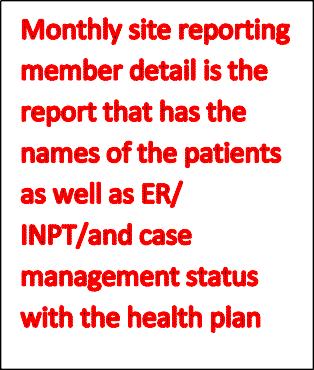 Monthly site reporting
member detail is the
report that has the
names of the patients
as well as ER/
INPT/and case
management status
with the health plan